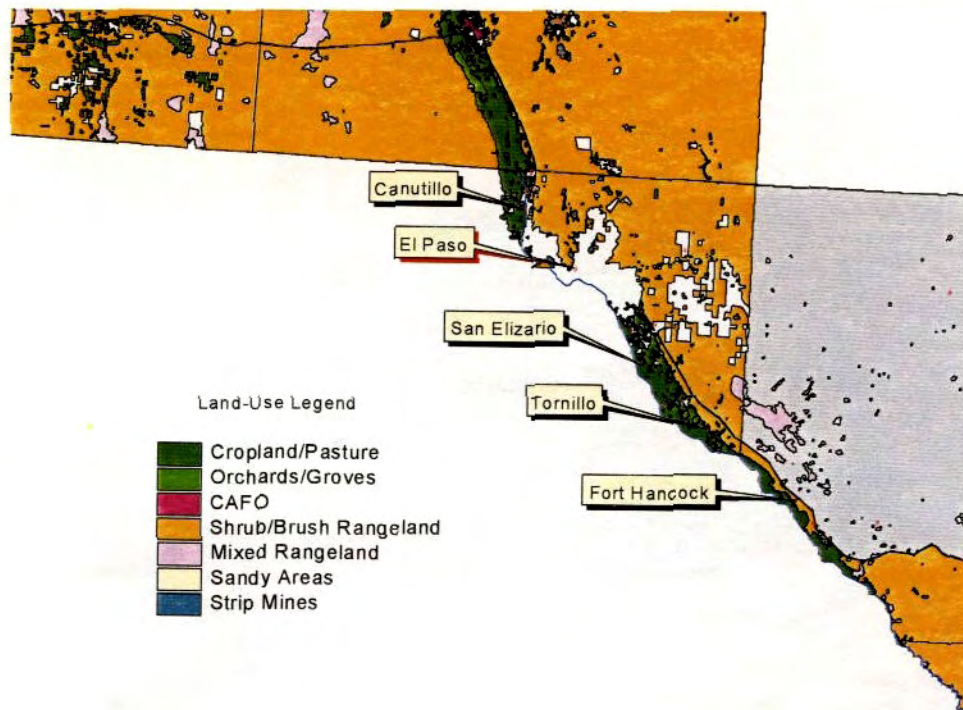 Canutillo
El Paso
San Elizario
Tornillo
Fort Hancock
Land-Use Legend
Cropland/Pasture
Orchards/Groves
CAFO
Shrub/Brush Rangeland
Mixed Rangeland
Sandy Areas
Strip Mines